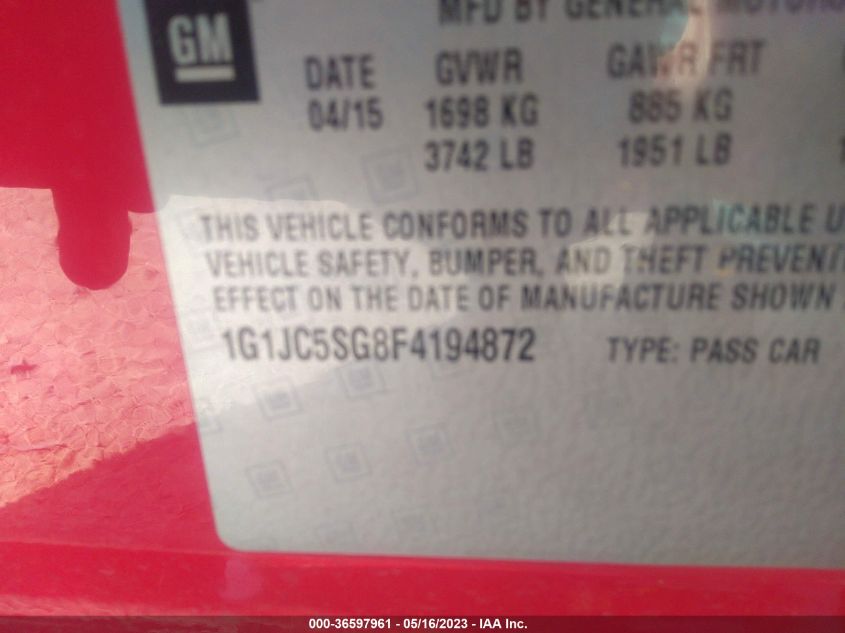 MFD BY GENERAL MOTORS
GM
DATE GVWR GAWR FRT
04/15 1698 KG 885 KG
3742 LB 1951 LB
THIS VEHICLE CONFORMS TO ALL APPLICABLE U
VEHICLE SAFETY, BUMPER, AND THEFT PREVENTI
EFFECT ON THE DATE OF MANUFACTURE SHOWN
1G1JC5SG8F4194872 TYPE: PASS CAR
000-36597961 - 05/16/2023 - IAA Inc.